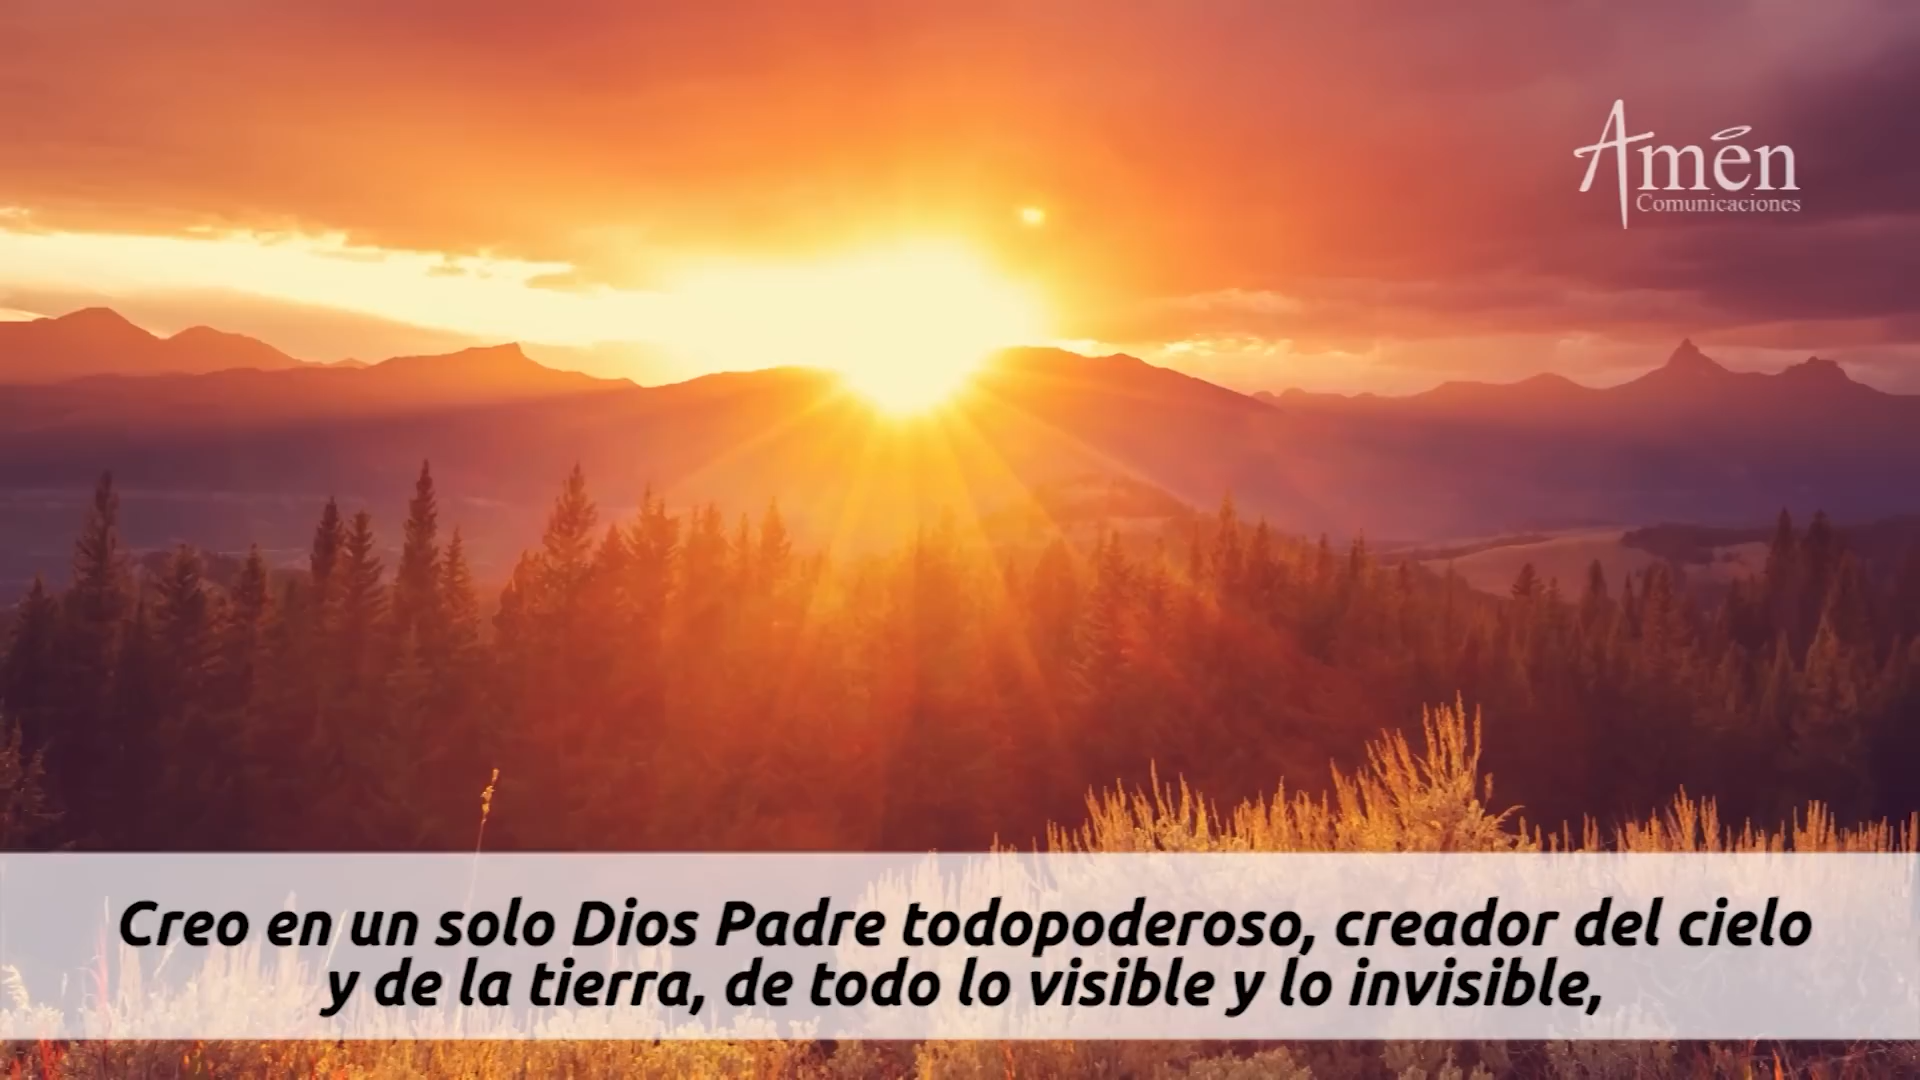 Amén
Comunicaciones
Creo en un solo Dios Padre todopoderoso, creador del cielo
y de la tierra, de todo lo visible y lo invisible,